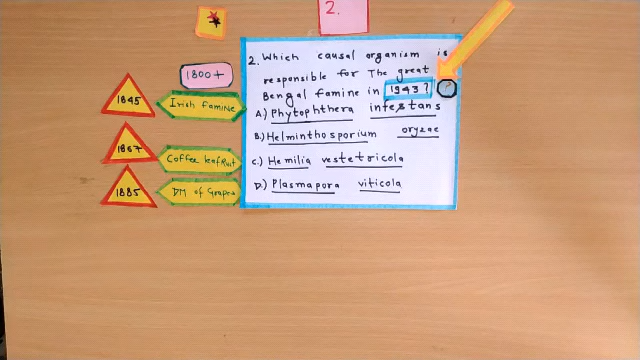 2.
2. Which causal organism is
responsible for The great
Bengal famine in 1943 ? ?
A.) Phytophthera infestans
B.) Helminthosporium oryzae
C.) Hemilia vestetricola
D.) Plasmapora viticola
1800+
1845 Irish famine
1867 Coffee leaf Rust
1885 DM of Grapes